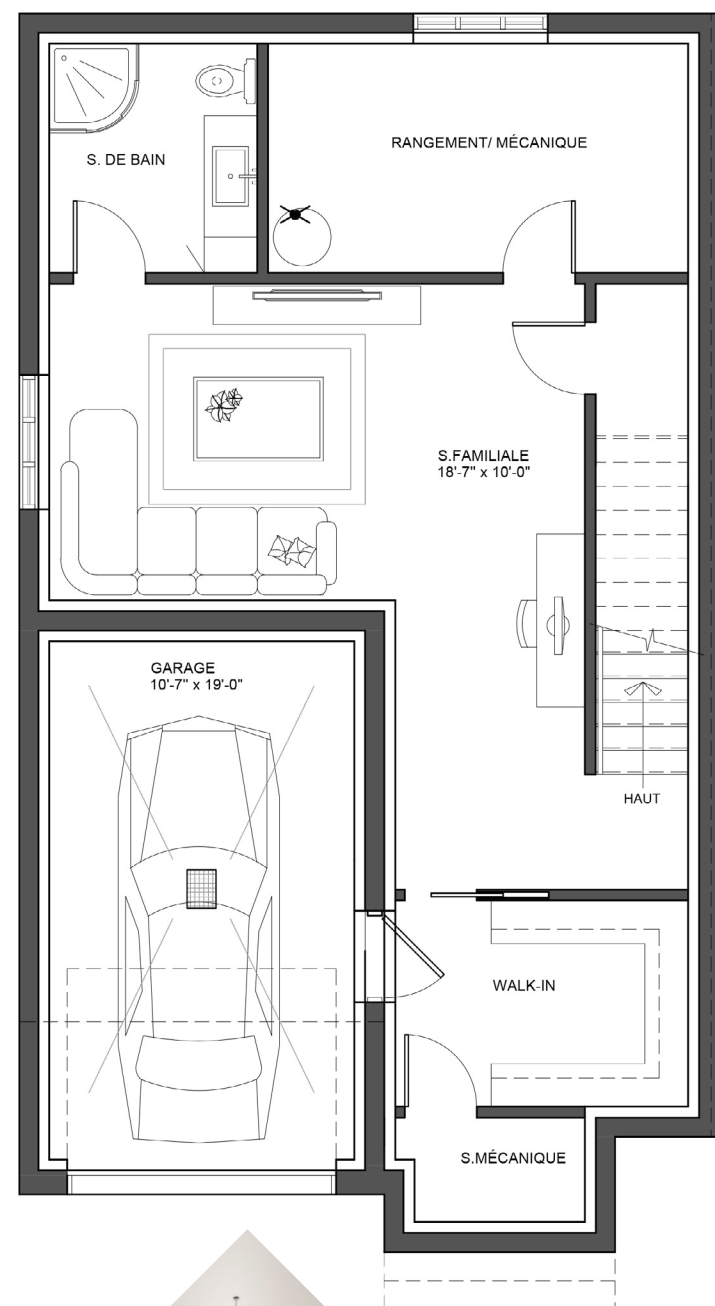 RANGEMENT/ MÉCANIQUE
S. DE BAIN
S.FAMILIALE
18'-7" x 10'-0"
GARAGE
10'-7" x 19'-0"
HAUT
WALK-IN
S.MÉCANIQUE